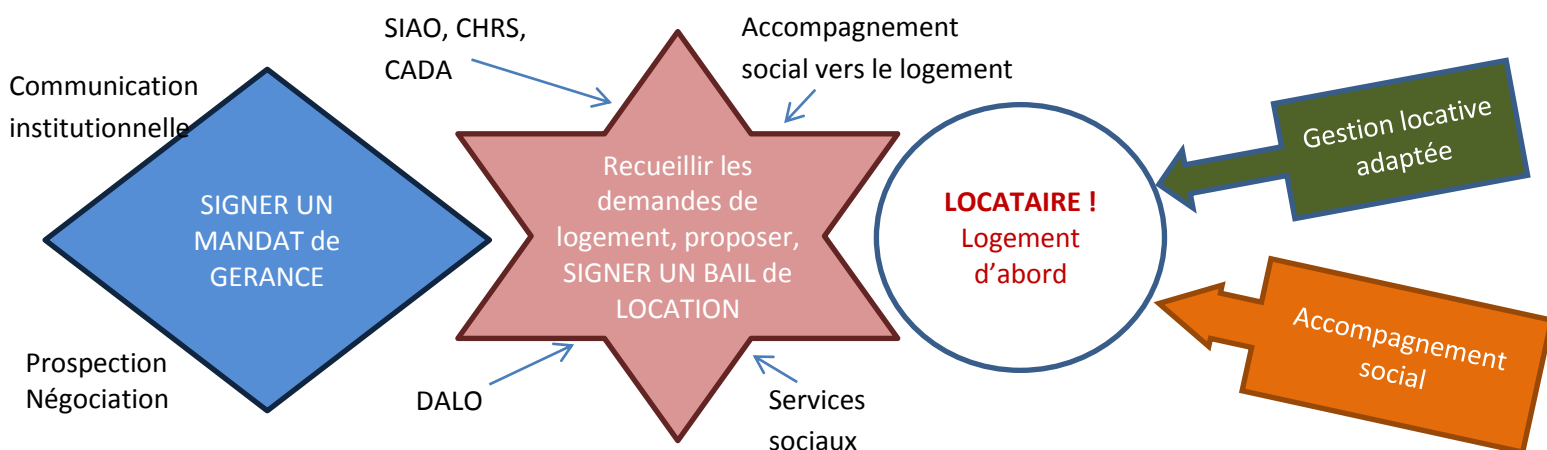 Communication
institutionnelle
SIGNER UN
MANDAT de
GERANCE
Prospection
Négociation
SIAO, CHRS,
CADA
Accompagnement
social vers le logement
Recueillir les
demandes de
logement, proposer,
SIGNER UN BAIL de
LOCATION
DALO
Services
sociaux
LOCATAIRE !
Logement
d’abord
Gestion locative
adaptée
Accompagnement
social